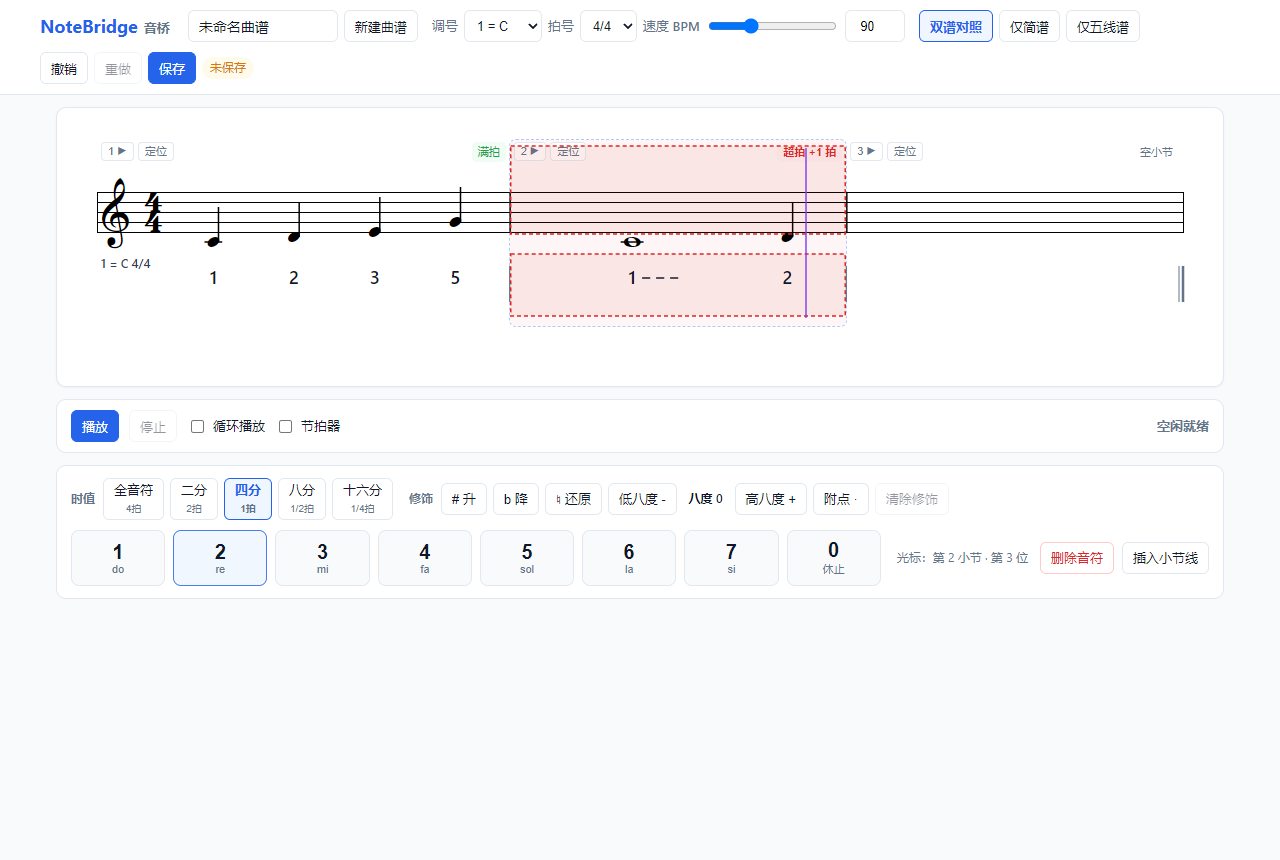 NoteBridge 音桥 未命名曲谱 新建曲谱 调号 1 = C 拍号 4/4 速度 BPM 90 双谱对照 仅简谱 仅五线谱
撤销 重做 保存 未保存
1 ▶ 定位 满拍 2 ▶ 定位 超拍 +1 拍 3 ▶ 定位 空小节
4
4
1 = C 4/4
1 2 3 5 1 – – – 2
播放 停止 循环播放 节拍器 空闲就绪
时值 全音符 二分 四分 八分 十六分 修饰 # 升 b 降 ♮ 还原 低八度 - 八度 0 高八度 + 附点 · 清除修饰
4拍 2拍 1拍 1/2拍 1/4拍
1 2 3 4 5 6 7 0
do re mi fa sol la si 休止
光标：第 2 小节 · 第 3 位 删除音符 插入小节线